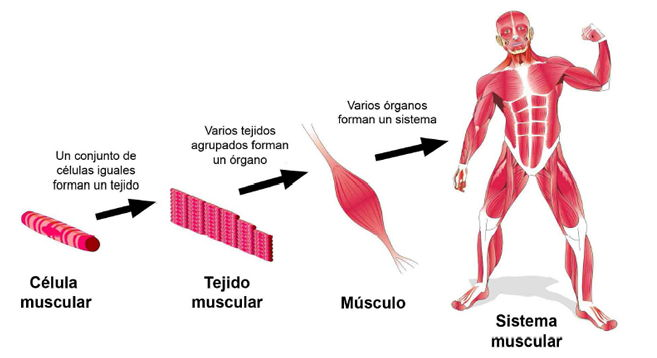 Varios órganos
forman un sistema
Varios tejidos
agrupados forman
un órgano
Un conjunto de
células iguales
forman un tejido
Célula
muscular
Tejido
muscular
Músculo
Sistema
muscular